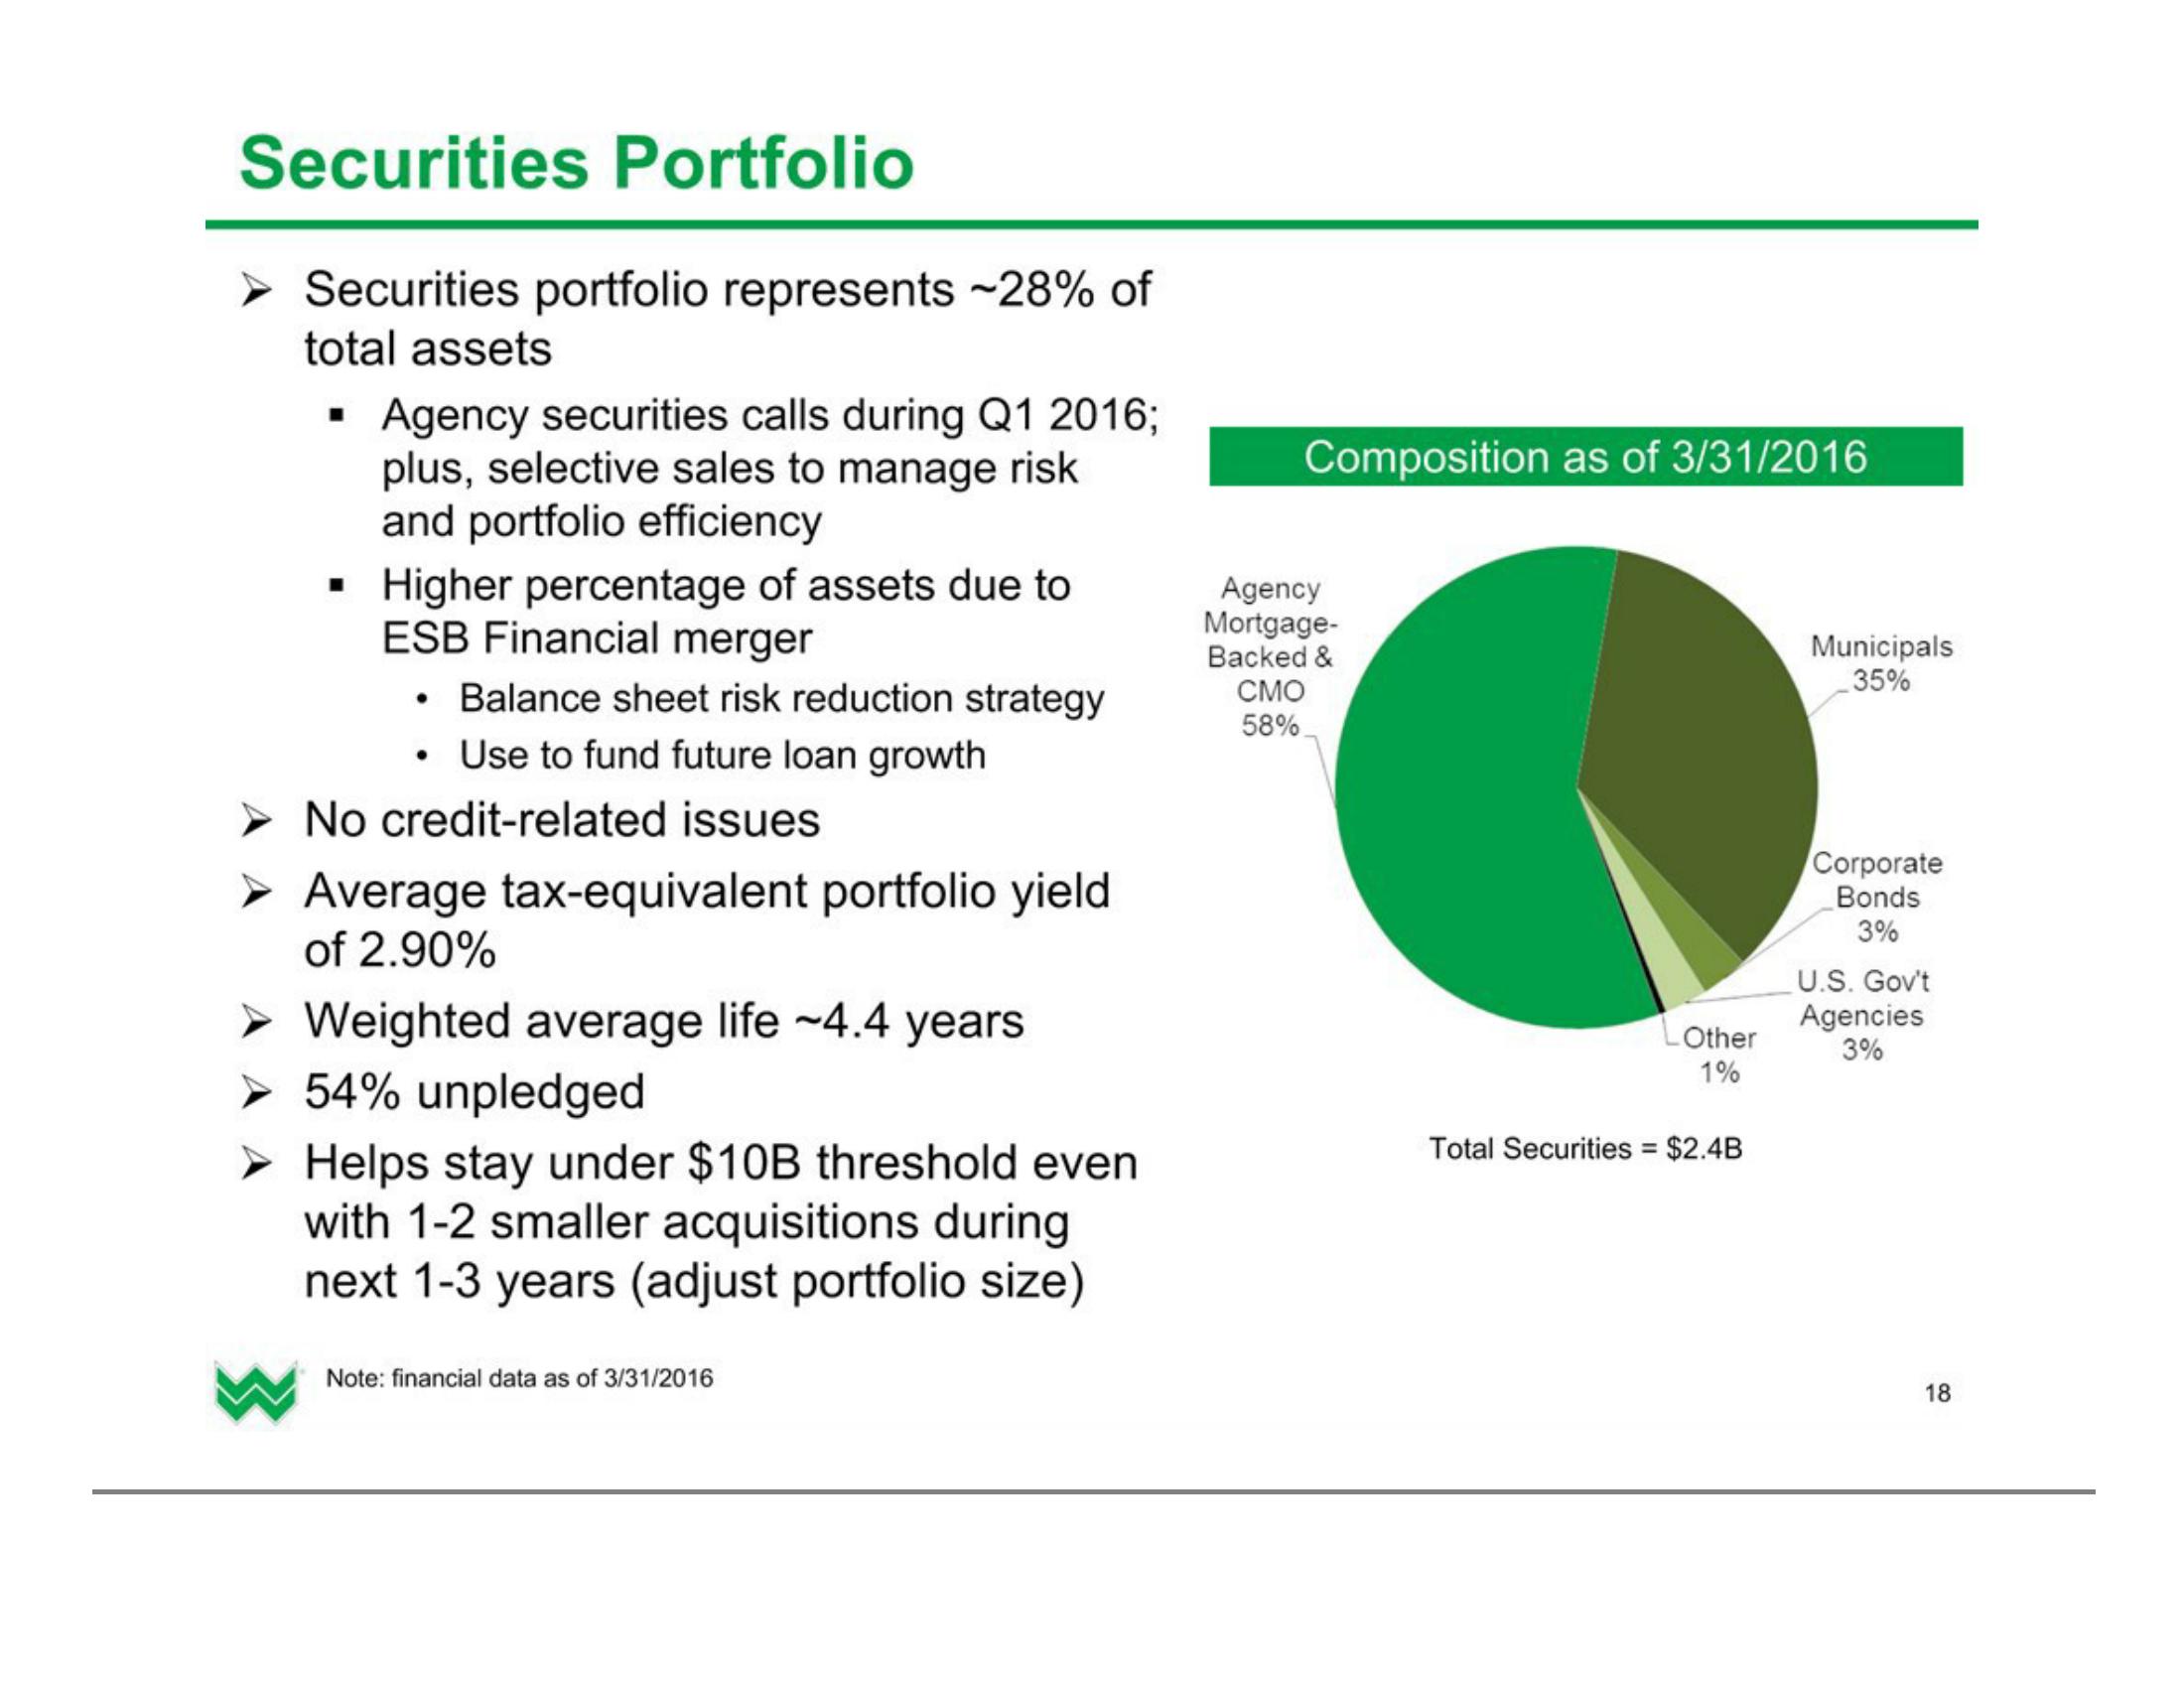 Securities Portfolio
➢ Securities portfolio represents ~28% of
total assets
▪ Agency securities calls during Q1 2016;
plus, selective sales to manage risk
and portfolio efficiency
▪ Higher percentage of assets due to
ESB Financial merger
• Balance sheet risk reduction strategy
• Use to fund future loan growth
➢ No credit-related issues
➢ Average tax-equivalent portfolio yield
of 2.90%
➢ Weighted average life ~4.4 years
➢ 54% unpledged
➢ Helps stay under $10B threshold even
with 1-2 smaller acquisitions during
next 1-3 years (adjust portfolio size)
Composition as of 3/31/2016
Agency
Mortgage-
Backed &
CMO
58%
Municipals
35%
Corporate
Bonds
3%
U.S. Gov't
Agencies
3%
Other
1%
Total Securities = $2.4B
Note: financial data as of 3/31/2016
18